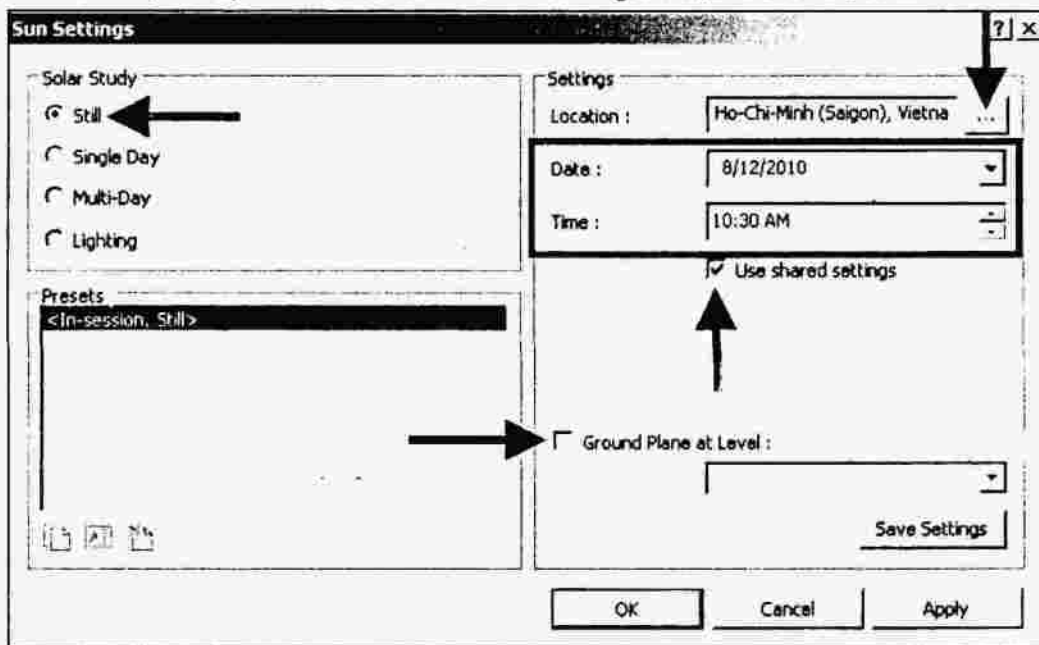 Sun Settings
Solar Study
Still
Single Day
Multi-Day
Lighting
Presets
<In-session, Still>
Settings
Location :
Ho-Chi-Minh (Saigon), Vietna
...
Date :
8/12/2010
Time :
10:30 AM
Use shared settings
Ground Plane at Level :
Save Settings
OK
Cancel
Apply